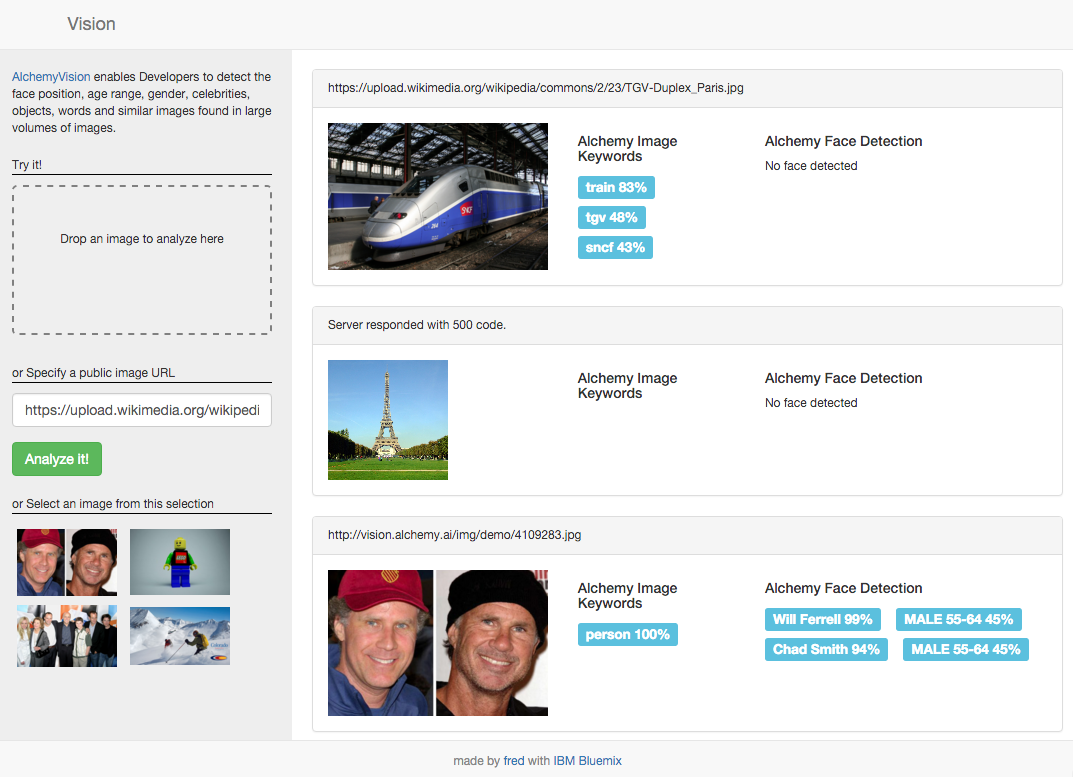 Vision
AlchemyVision enables Developers to detect the
face position, age range, gender, celebrities,
objects, words and similar images found in large
volumes of images.
Try it!
Drop an image to analyze here
or Specify a public image URL
https://upload.wikimedia.org/wikipedi
Analyze it!
or Select an image from this selection
https://upload.wikimedia.org/wikipedia/commons/2/23/TGV-Duplex_Paris.jpg
SNCF
Alchemy Image
Keywords
train 83%
tgv 48%
sncf 43%
Alchemy Face Detection
No face detected
Server responded with 500 code.
Alchemy Image
Keywords
Alchemy Face Detection
No face detected
http://vision.alchemy.ai/img/demo/4109283.jpg
Alchemy Image
Keywords
person 100%
Alchemy Face Detection
Will Ferrell 99% MALE 55-64 45%
Chad Smith 94% MALE 55-64 45%
made by fred with IBM Bluemix